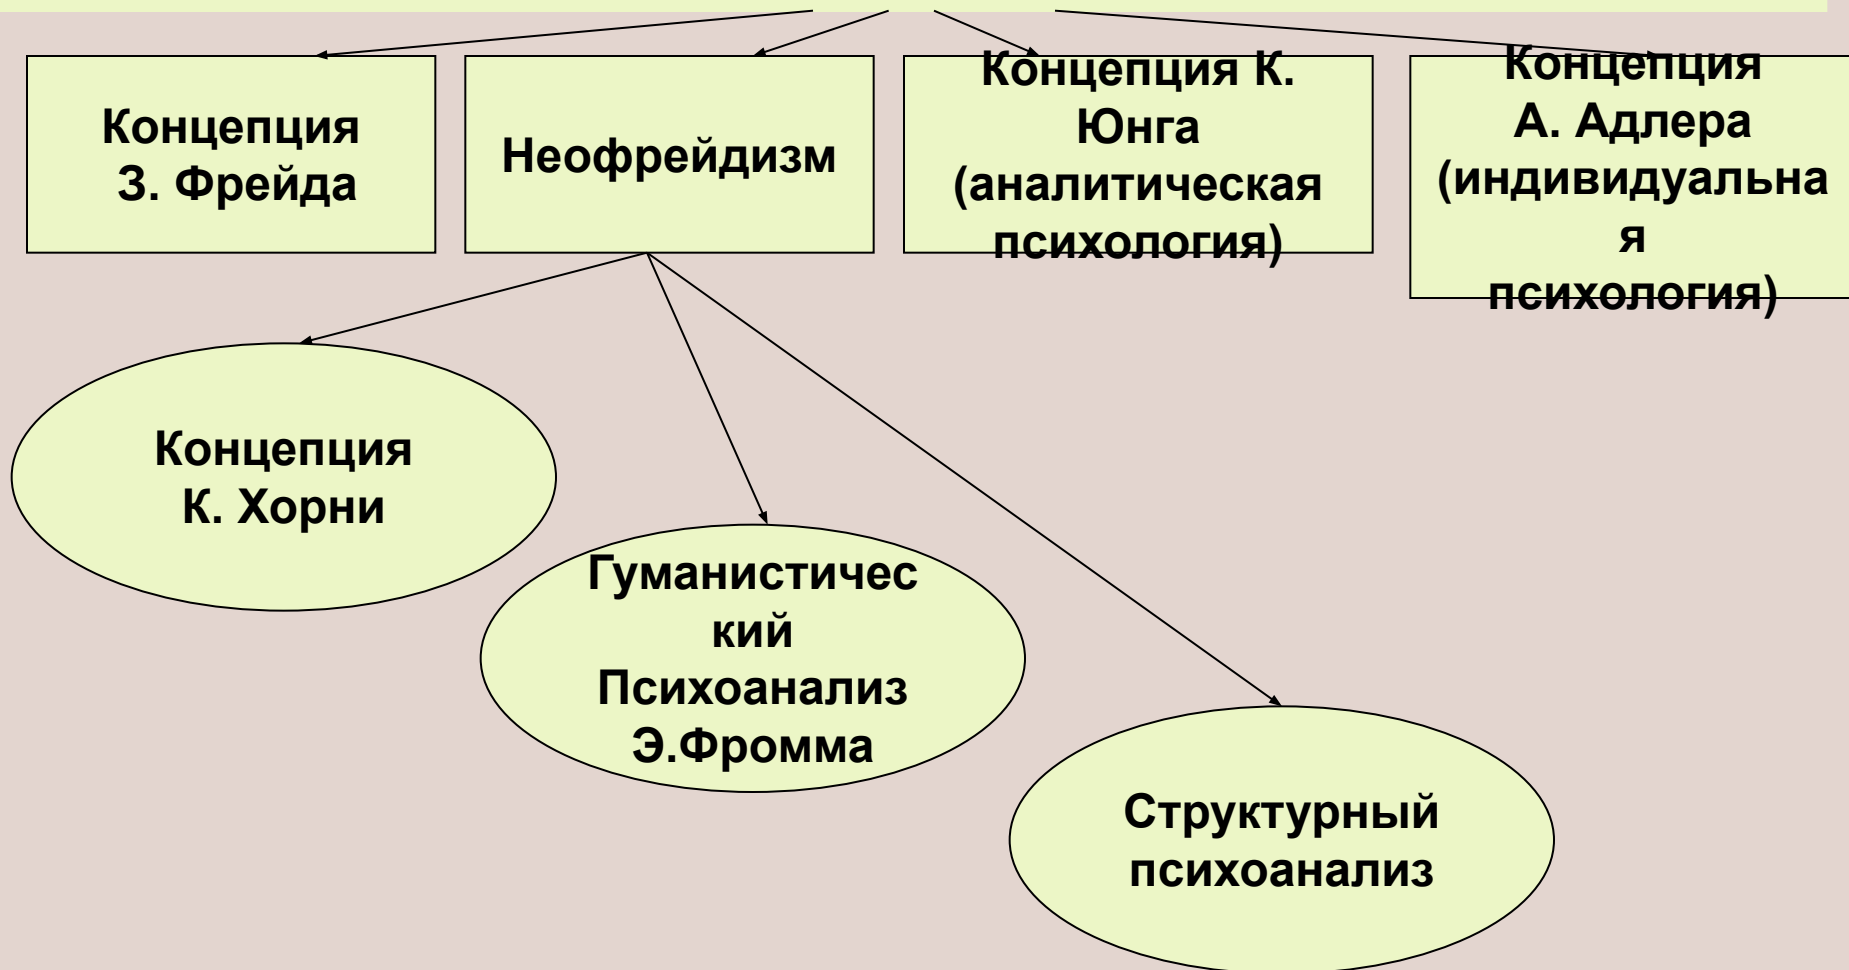 Концепция
З. Фрейда
Неофрейдизм
Концепция К.
Юнга
(аналитическая
психология)
Концепция
А. Адлера
(индивидуальна
я
психология)
Концепция
К. Хорни
Гуманистичес
кий
Психоанализ
Э.Фромма
Структурный
психоанализ